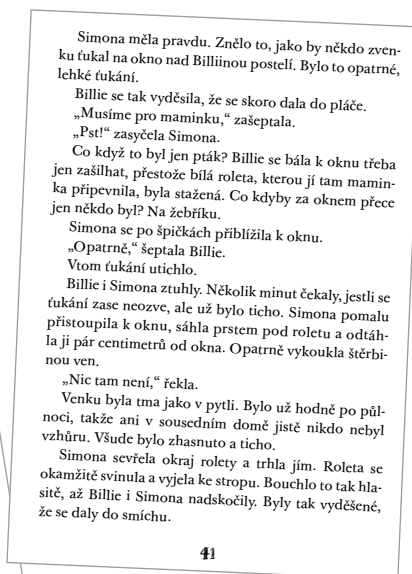 Simona měla pravdu. Znělo to, jako by někdo zven-
ku ťukal na okno nad Billiinou postelí. Bylo to opatrné,
lehké ťukání.
Billie se tak vyděsila, že se skoro dala do pláče.
„Musíme pro maminku,“ zašeptala.
„Pst!“ zasyčela Simona.
Co když to byl jen pták? Billie se bála k oknu třeba
jen zašilhat, přestože bílá roleta, kterou jí tam mamin-
ka připevnila, byla stažená. Co kdyby za oknem přece
jen někdo byl? Na žebříku.
Simona se po špičkách přiblížila k oknu.
„Opatrně,“ šeptala Billie.
Vtom ťukání utichlo.
Billie i Simona ztuhly. Několik minut čekaly, jestli se
ťukání zase neozve, ale už bylo ticho. Simona pomalu
přistoupila k oknu, sáhla prstem pod roletu a odtáh-
la ji pár centimetrů od okna. Opatrně vykoukla štěrbi-
nou ven.
„Nic tam není,“ řekla.
Venku byla tma jako v pytli. Bylo už hodně po půl-
noci, takže ani v sousedním domě jistě nikdo nebyl
vzhůru. Všude bylo zhasnuto a ticho.
Simona sevřela okraj rolety a trhla jím. Roleta se
okamžitě svinula a vyjela ke stropu. Bouchlo to tak hla-
sitě, až Billie i Simona nadskočily. Byly tak vyděšené,
že se daly do smíchu.
41